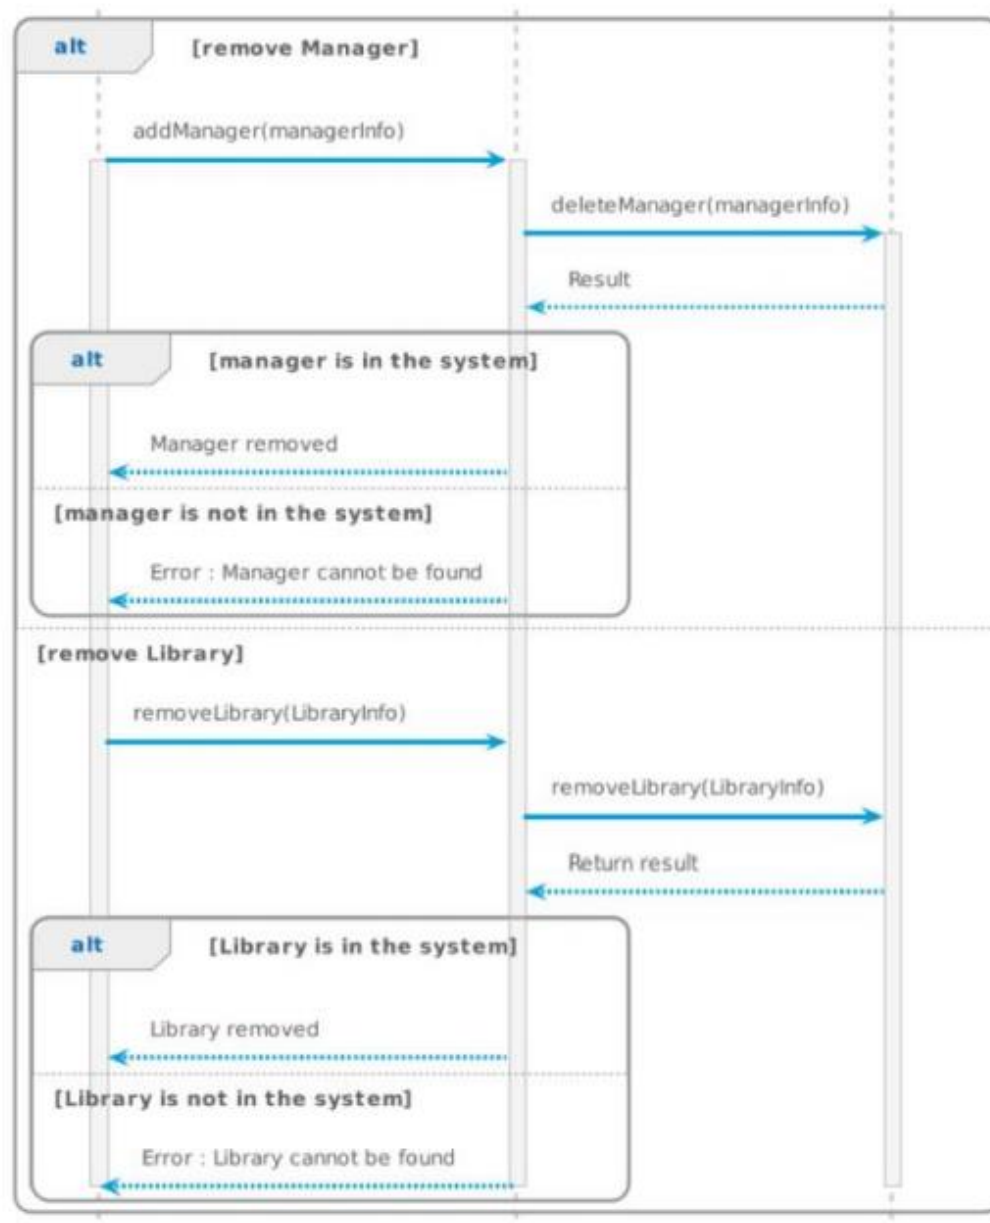 alt [remove Manager]
addManager(managerInfo)
deleteManager(managerInfo)
Result
alt [manager is in the system]
Manager removed
[manager is not in the system]
Error : Manager cannot be found
[remove Library]
removeLibrary(LibraryInfo)
removeLibrary(LibraryInfo)
Return result
alt [Library is in the system]
Library removed
[Library is not in the system]
Error : Library cannot be found